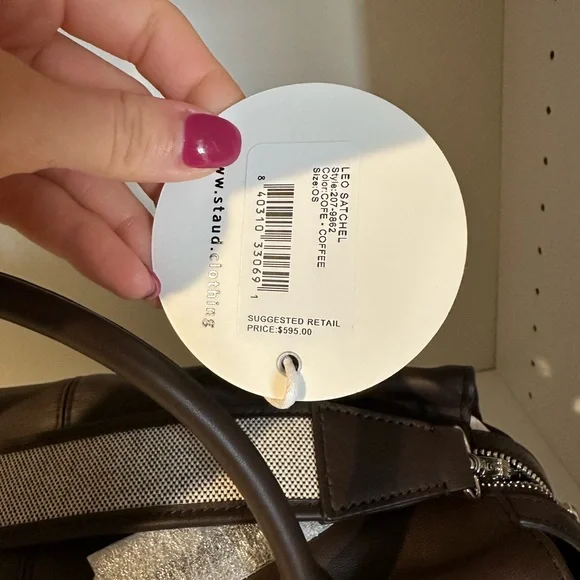 www.staud.clothing
LEO SATCHEL
Style:207-9862
Color:COFE - COFFEE
Size:OS
8 40310 33069 1
SUGGESTED RETAIL
PRICE:$595.00